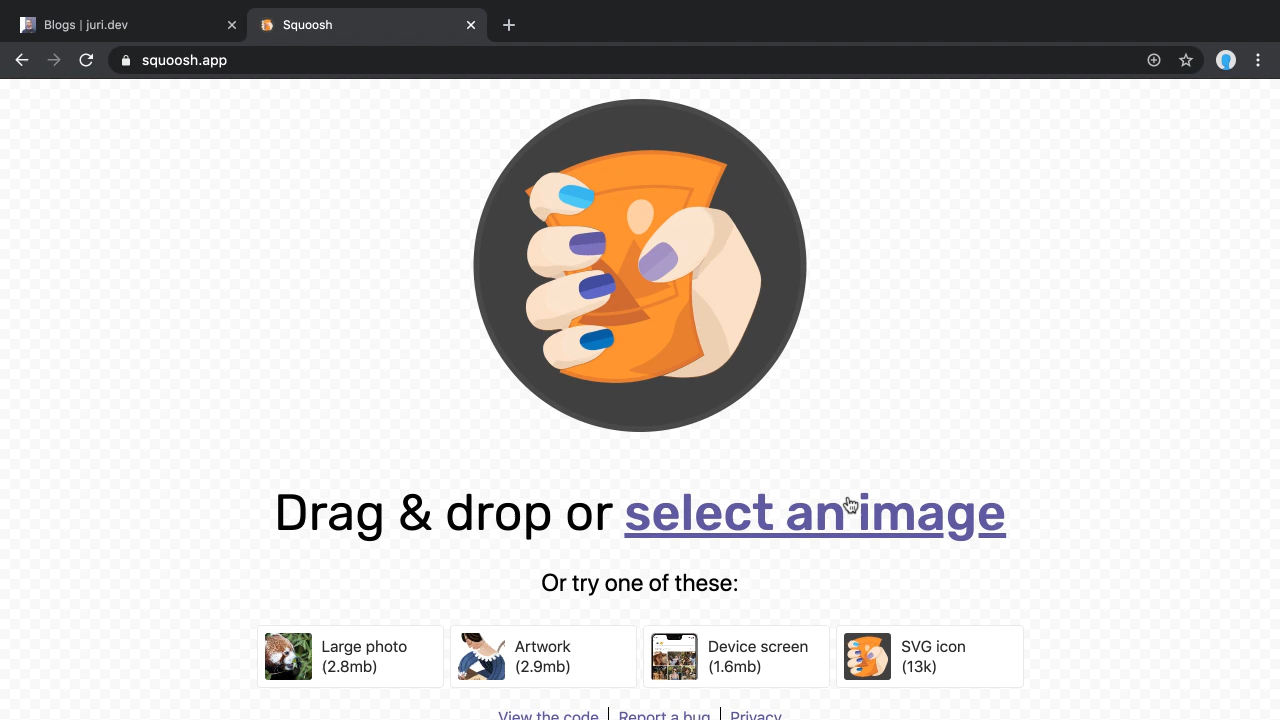 Blogs | juri.dev
Squoosh
squoosh.app
Drag & drop or select an image
Or try one of these:
Large photo
(2.8mb)
Artwork
(2.9mb)
Device screen
(1.6mb)
SVG icon
(13k)
View the code | Report a bug | Privacy